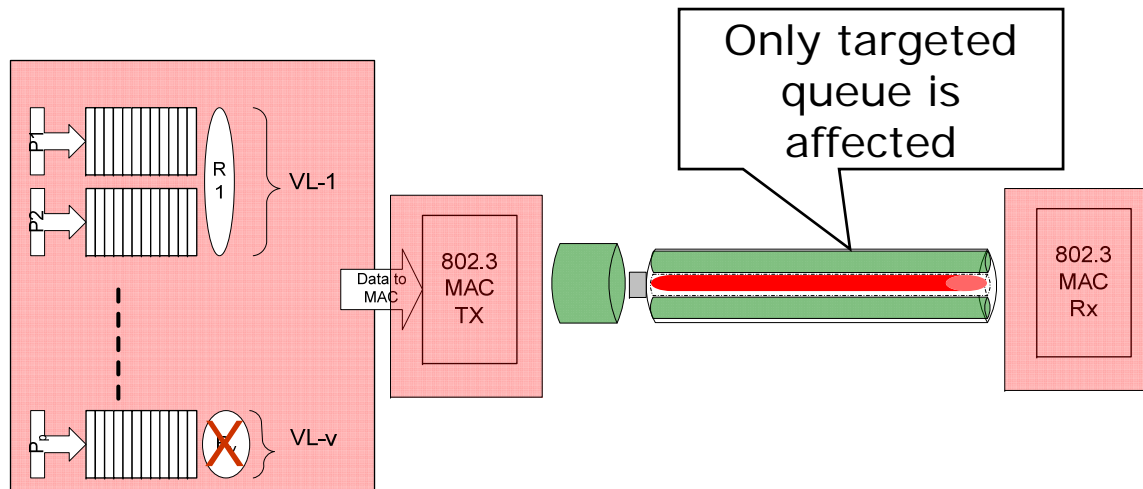 Only targeted
queue is
affected
P1
R
1
VL-1
P2
Data to
MAC
802.3
MAC
TX
802.3
MAC
Rx
Pp
VL-v